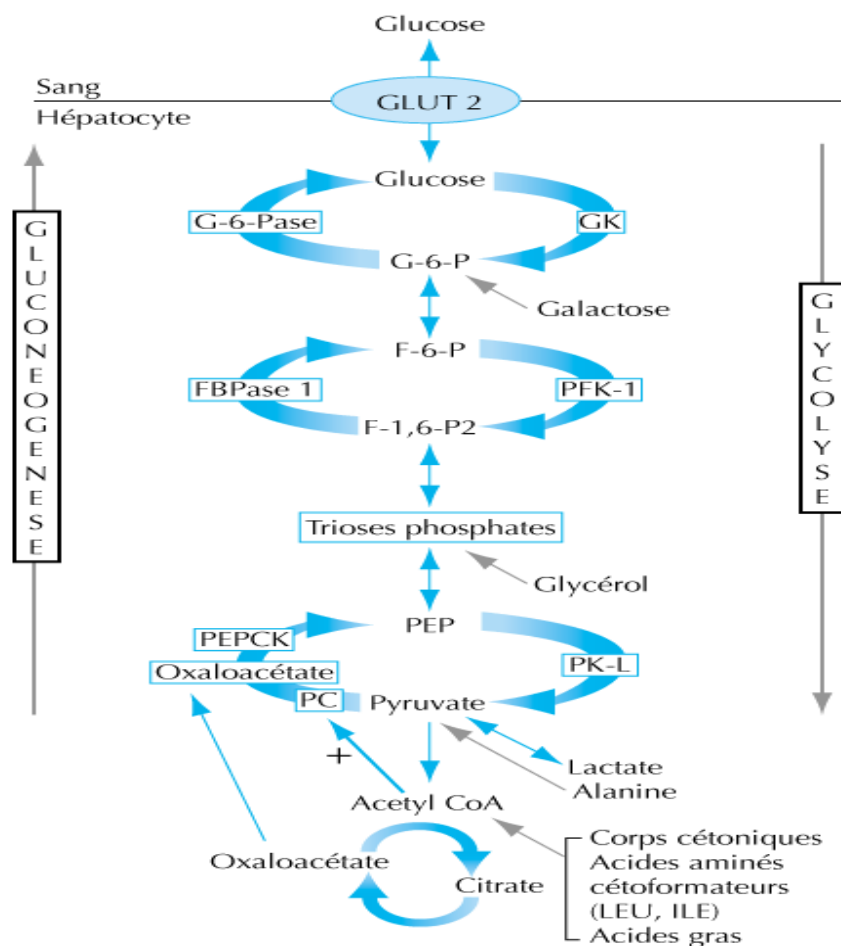 Glucose
Sang
GLUT 2
Hépatocyte
Glucose
G-6-Pase
GK
G-6-P
Galactose
F-6-P
FBPase 1
PFK-1
F-1,6-P2
Trioses phosphates
Glycérol
PEP
PEPCK
Oxaloacétate
PK-L
PC
Pyruvate
+
Lactate
Alanine
Acetyl CoA
Oxaloacétate
Citrate
Corps cétoniques
Acides aminés
cétoformateurs
(LEU, ILE)
Acides gras
GLUCONEOGENESE
GLYCOLYSE